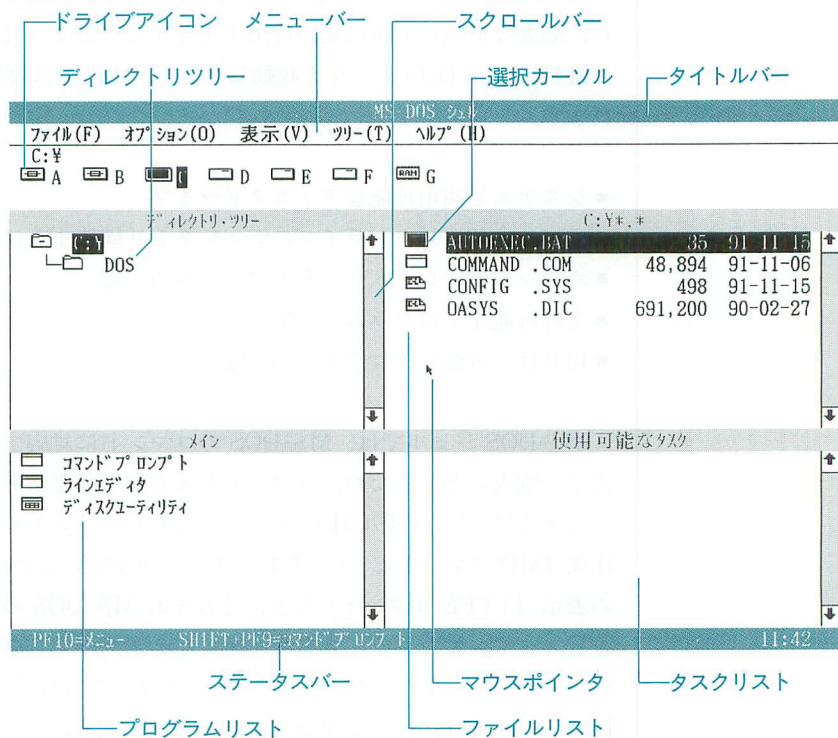 ドライブアイコン メニューバー スクロールバー
ディレクトリツリー 選択カーソル タイトルバー
MS-DOS シェル
ファイル(F) オプション(O) 表示(V) ツリー(T) ヘルプ(H)
C:¥
A B C D E F RAM G
ディレクトリ・ツリー C:¥*.*
C:¥ AUTOEXEC.BAT 35 91-11-15
DOS COMMAND .COM 48,894 91-11-06
CONFIG .SYS 498 91-11-15
OASYS .DIC 691,200 90-02-27
メイン 使用可能なタスク
コマンドプロンプト
ラインエディタ
ディスクユーティリティ
PF10=メニュー SHIFT+PF9=コマンドプロンプト 11:42
ステータスバー マウスポインタ タスクリスト
プログラムリスト ファイルリスト